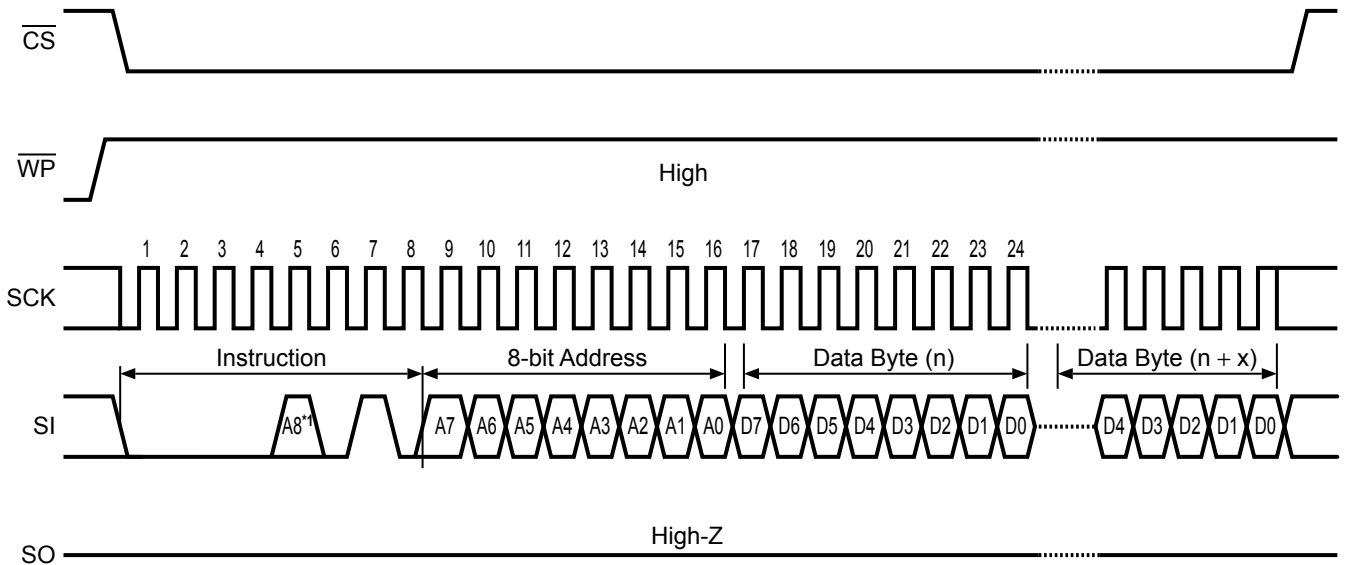 CS
WP
High
1 2 3 4 5 6 7 8 9 10 11 12 13 14 15 16 17 18 19 20 21 22 23 24
SCK
Instruction 8-bit Address Data Byte (n) Data Byte (n + x)
SI A8*1 A7 A6 A5 A4 A3 A2 A1 A0 D7 D6 D5 D4 D3 D2 D1 D0 D4 D3 D2 D1 D0
High-Z
SO